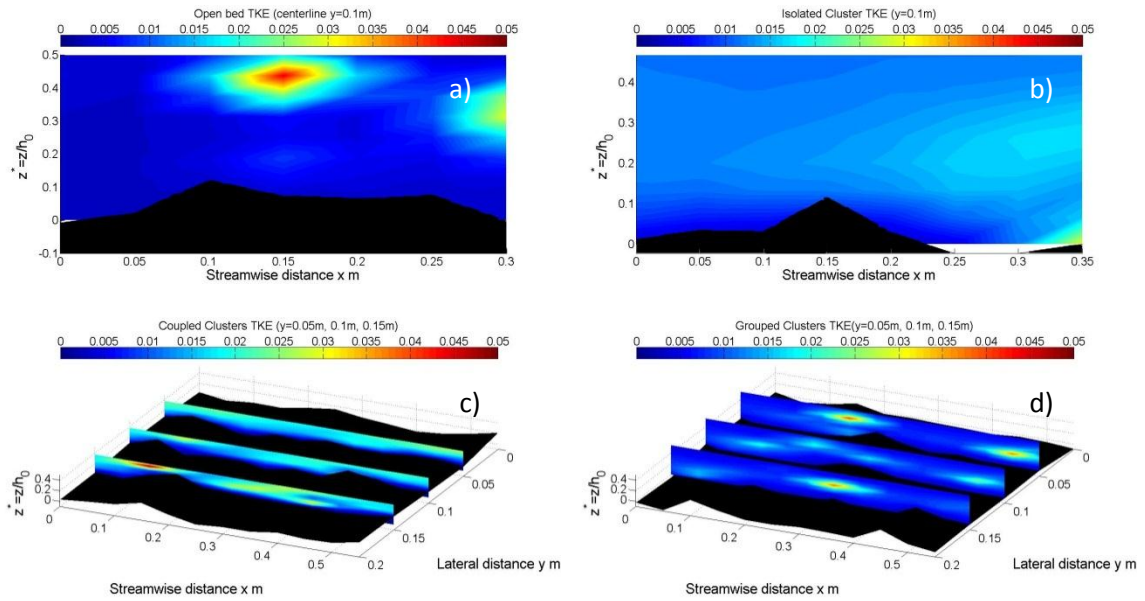 Open bed TKE (centerline y=0.1m)
0 0.005 0.01 0.015 0.02 0.025 0.03 0.035 0.04 0.045 0.05
a)
0.5
0.4
0.3
0.2
0.1
0
-0.1
z*=z/h0
0 0.05 0.1 0.15 0.2 0.25 0.3
Streamwise distance x m
Isolated Cluster TKE (y=0.1m)
0 0.005 0.01 0.015 0.02 0.025 0.03 0.035 0.04 0.045 0.05
b)
0.4
0.3
0.2
0.1
0
z*=z/h0
0 0.05 0.1 0.15 0.2 0.25 0.3 0.35
Streamwise distance x m
Coupled Clusters TKE (y=0.05m, 0.1m, 0.15m)
0 0.005 0.01 0.015 0.02 0.025 0.03 0.035 0.04 0.045 0.05
c)
0.4
0.2
0
z*=z/h0
0 0.1 0.2 0.3 0.4 0.5
Streamwise distance x m
0 0.05 0.1 0.15 0.2
Lateral distance y m
Grouped Clusters TKE(y=0.05m, 0.1m, 0.15m)
0 0.005 0.01 0.015 0.02 0.025 0.03 0.035 0.04 0.045 0.05
d)
0.4
0.2
0
z*=z/h0
0 0.1 0.2 0.3 0.4 0.5
Streamwise distance x m
0 0.05 0.1 0.15 0.2
Lateral distance y m